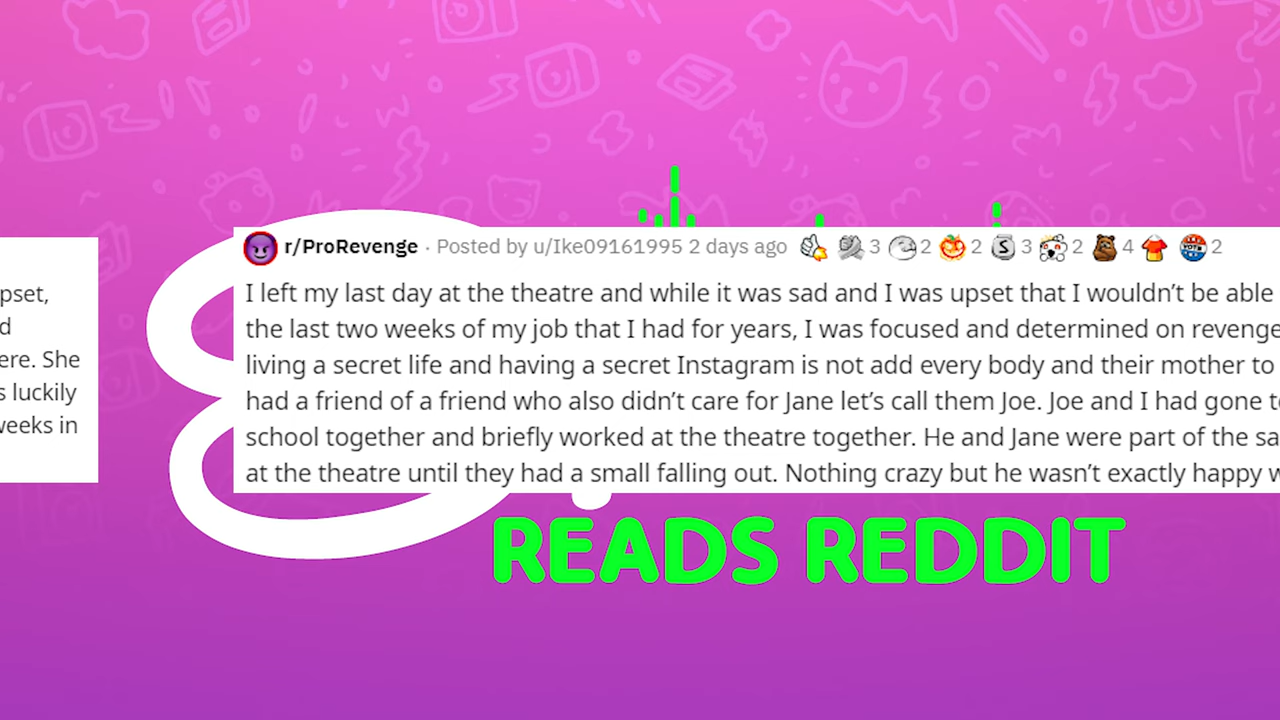 pset,
d
ere. She
s luckily
weeks in
r/ProRevenge · Posted by u/Ike09161995 2 days ago 3 2 2 3 2 4 2
I left my last day at the theatre and while it was sad and I was upset that I wouldn't be able
the last two weeks of my job that I had for years, I was focused and determined on revenge
living a secret life and having a secret Instagram is not add every body and their mother to
had a friend of a friend who also didn't care for Jane let's call them Joe. Joe and I had gone to
school together and briefly worked at the theatre together. He and Jane were part of the sa
at the theatre until they had a small falling out. Nothing crazy but he wasn't exactly happy w
READS REDDIT